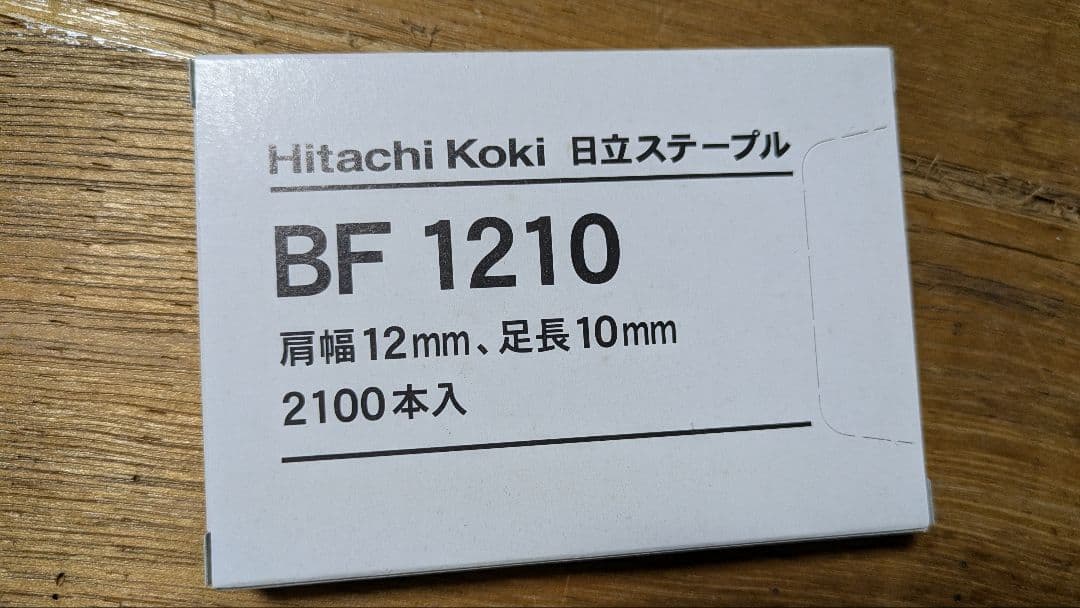 Hitachi Koki 日立ステープル
BF 1210
肩幅12mm、足長10mm
2100本入